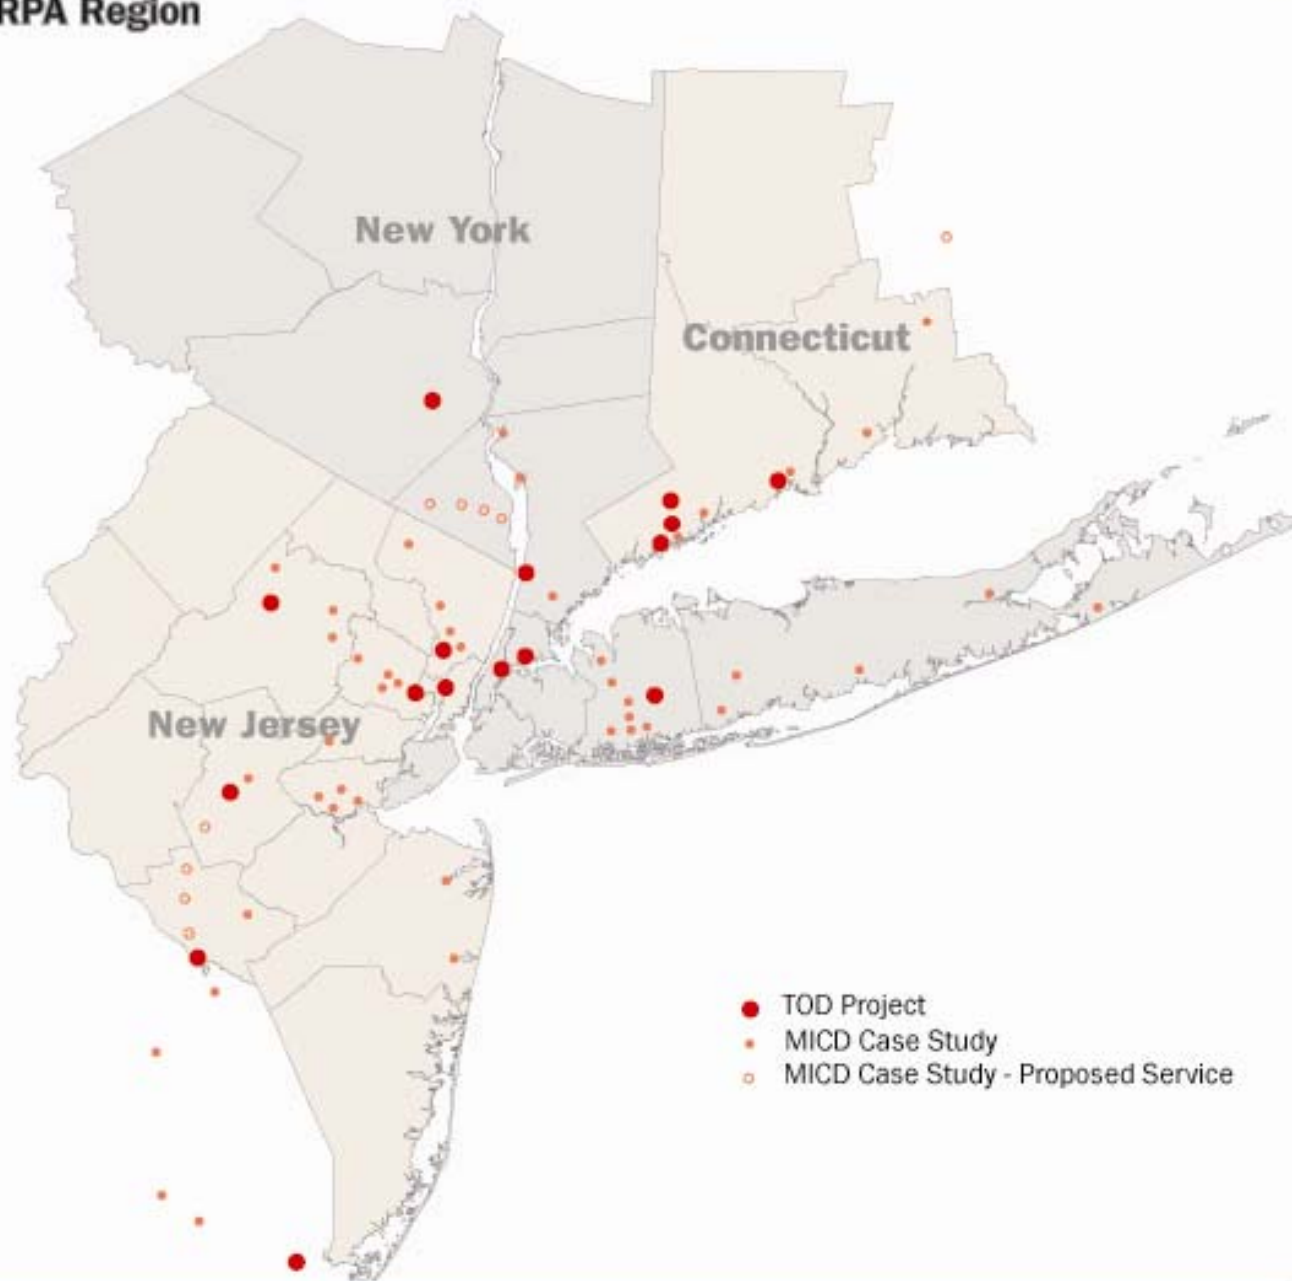 RPA Region
New York
Connecticut
New Jersey
TOD Project
MICD Case Study
MICD Case Study - Proposed Service